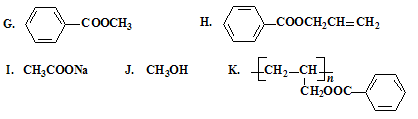 G. COOCH₃ H. COOCH₂CH=CH₂
I. CH₃COONa J. CH₃OH K. [CH₂—CH]n
CH₂OOC